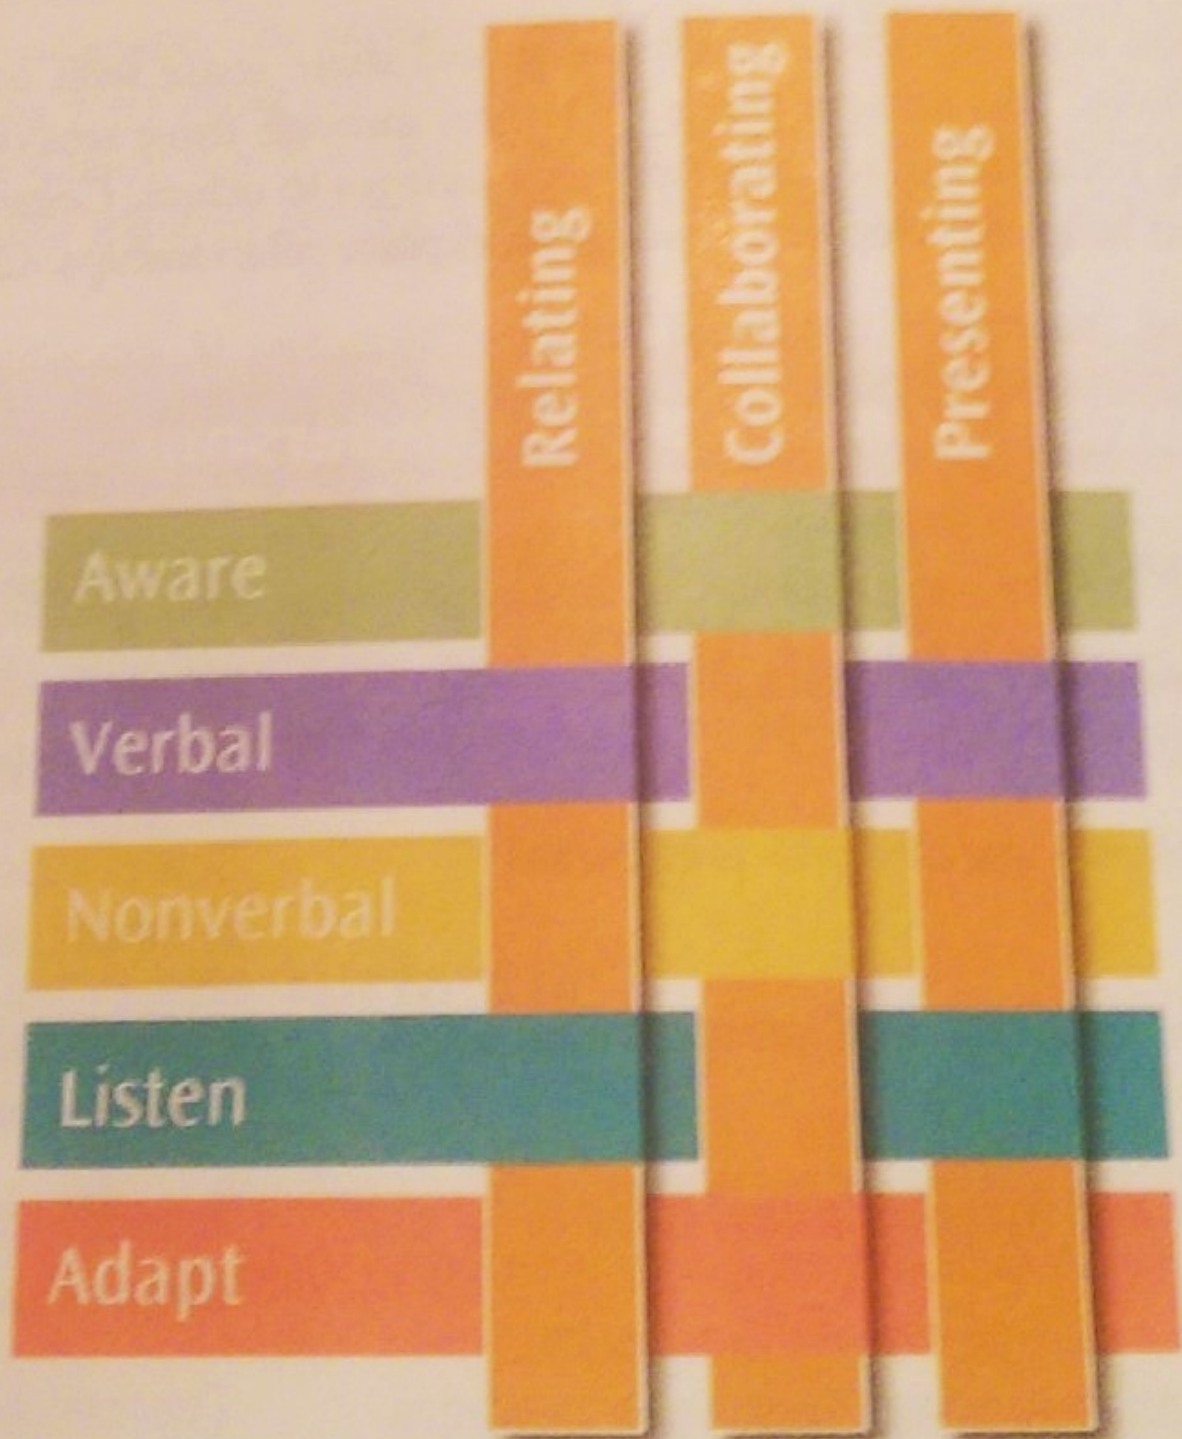 Relating
Collaborating
Presenting
Aware
Verbal
Nonverbal
Listen
Adapt